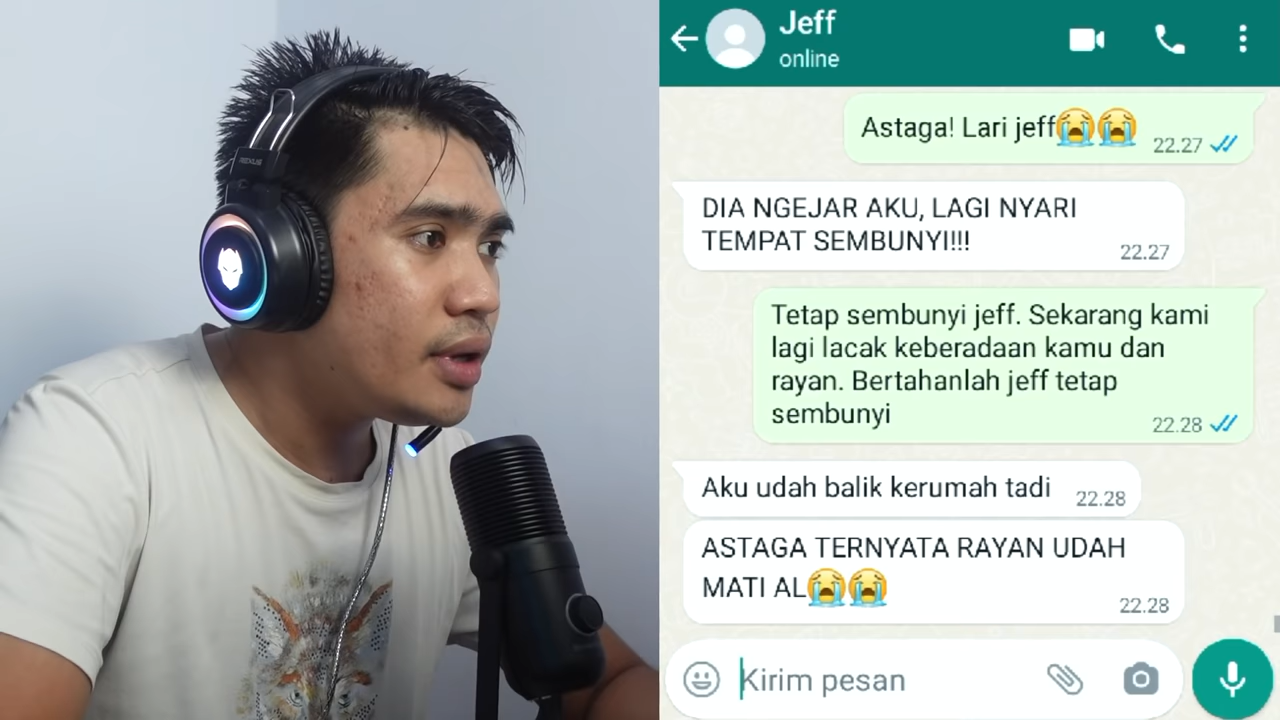 REXUS
Jeff
online
Astaga! Lari jeff😭😭
22.27
DIA NGEJAR AKU, LAGI NYARI
TEMPAT SEMBUNYI!!!
22.27
Tetap sembunyi jeff. Sekarang kami
lagi lacak keberadaan kamu dan
rayan. Bertahanlah jeff tetap
sembunyi
22.28
Aku udah balik kerumah tadi
22.28
ASTAGA TERNYATA RAYAN UDAH
MATI AL😭😭
22.28
Kirim pesan